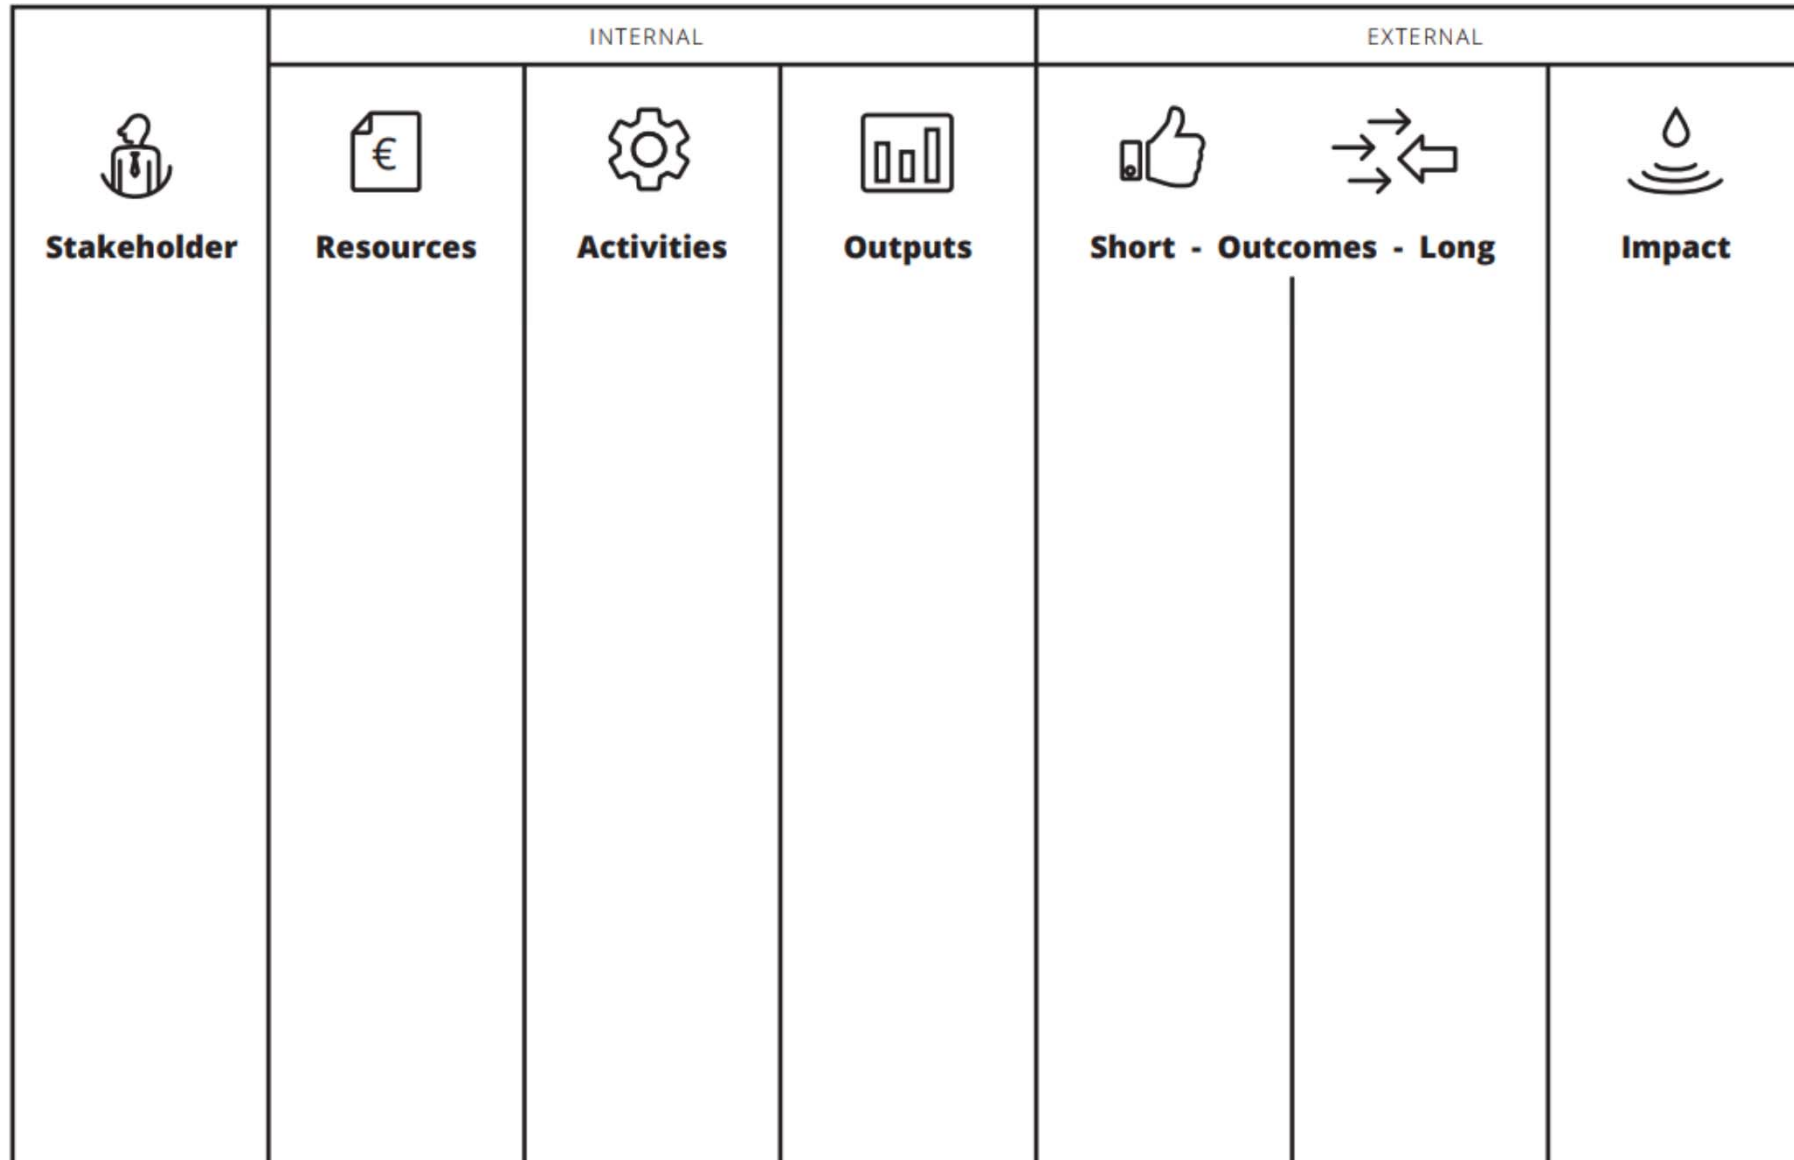 INTERNAL
EXTERNAL
€
Stakeholder
Resources
Activities
Outputs
Short - Outcomes - Long
Impact